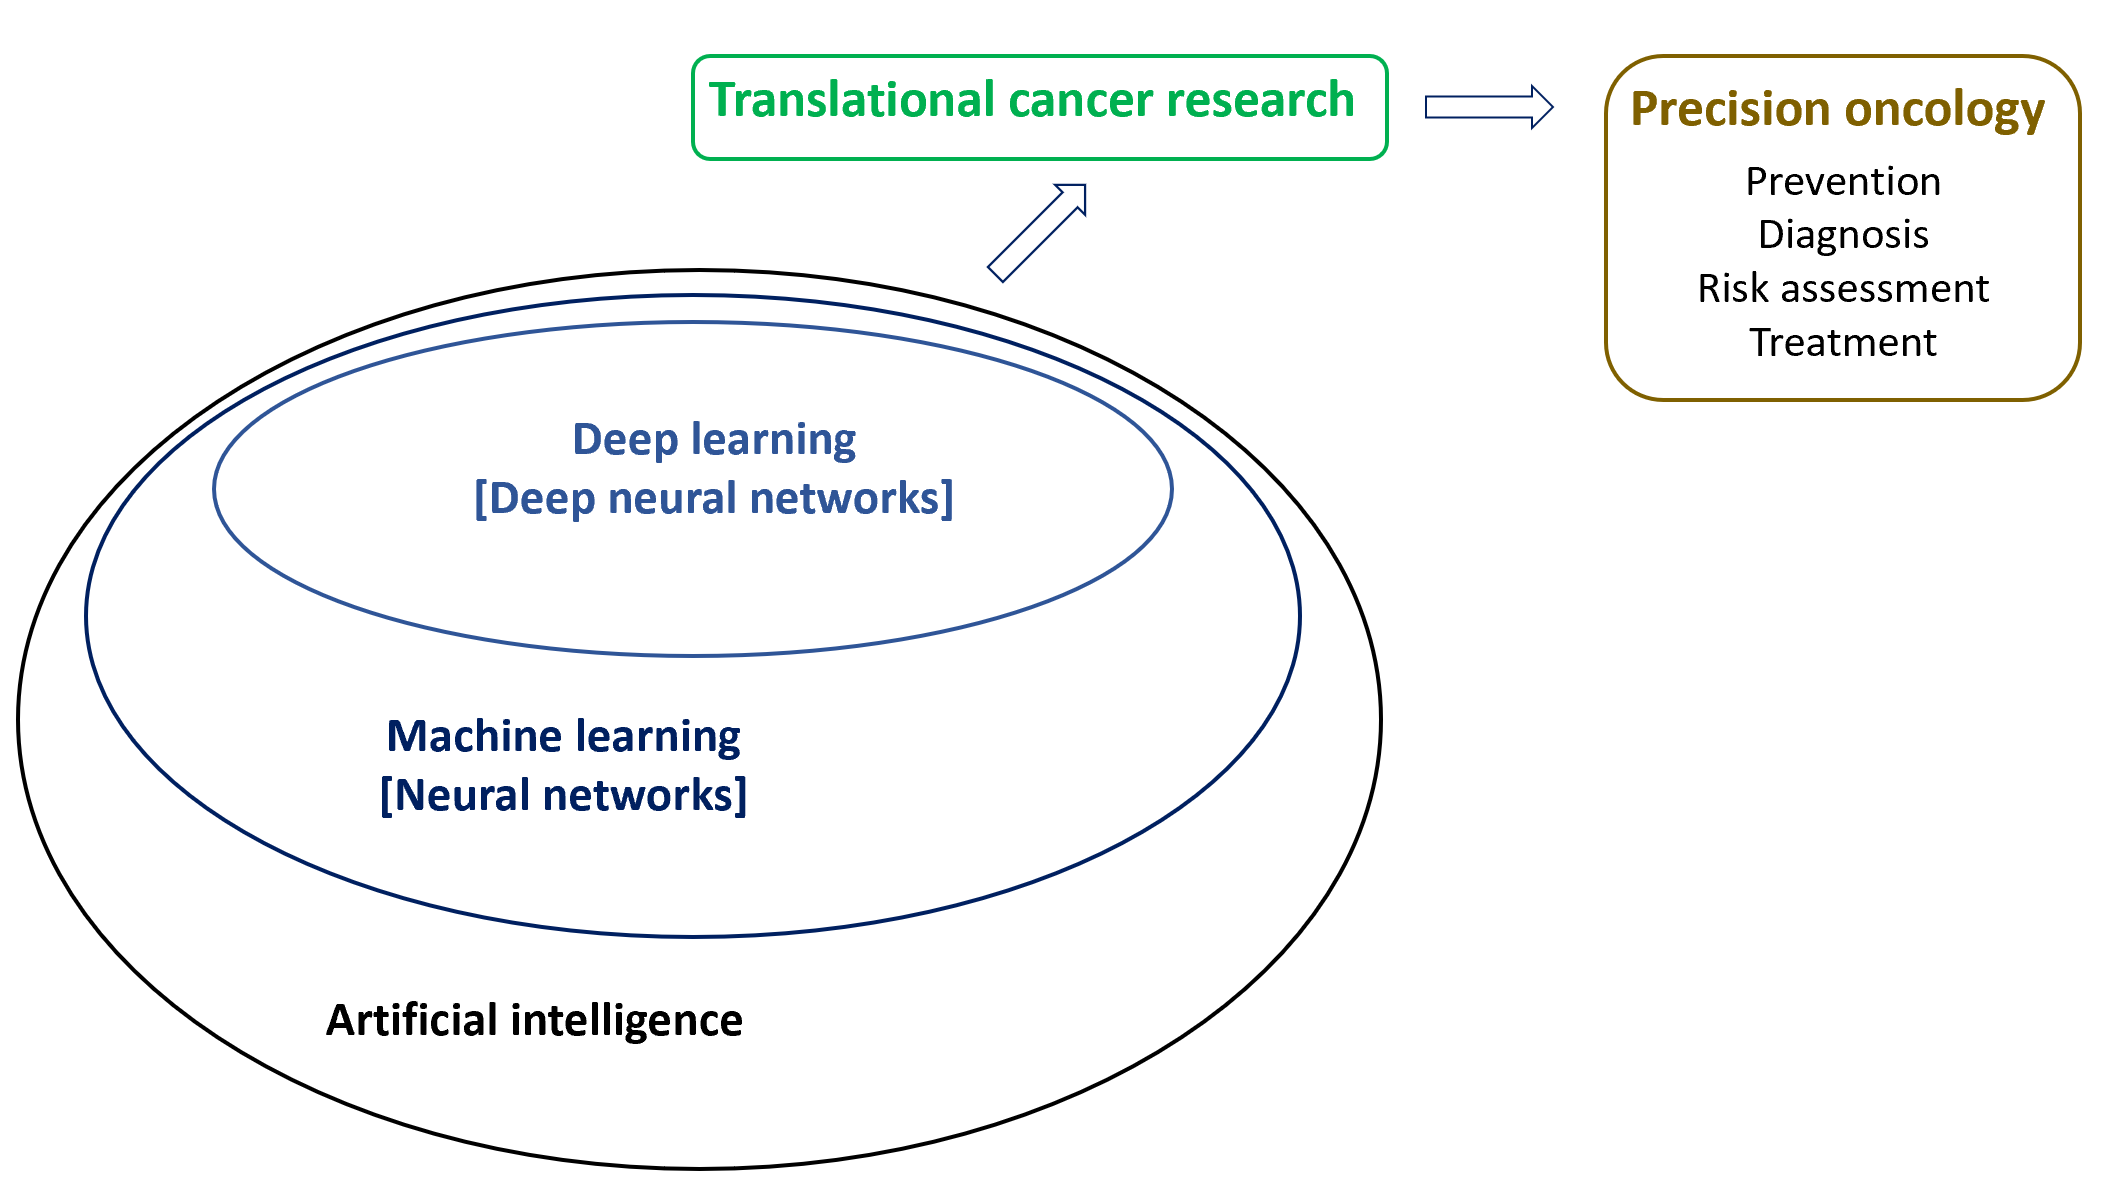 Translational cancer research
Precision oncology
Prevention
Diagnosis
Risk assessment
Treatment
Deep learning
[Deep neural networks]
Machine learning
[Neural networks]
Artificial intelligence